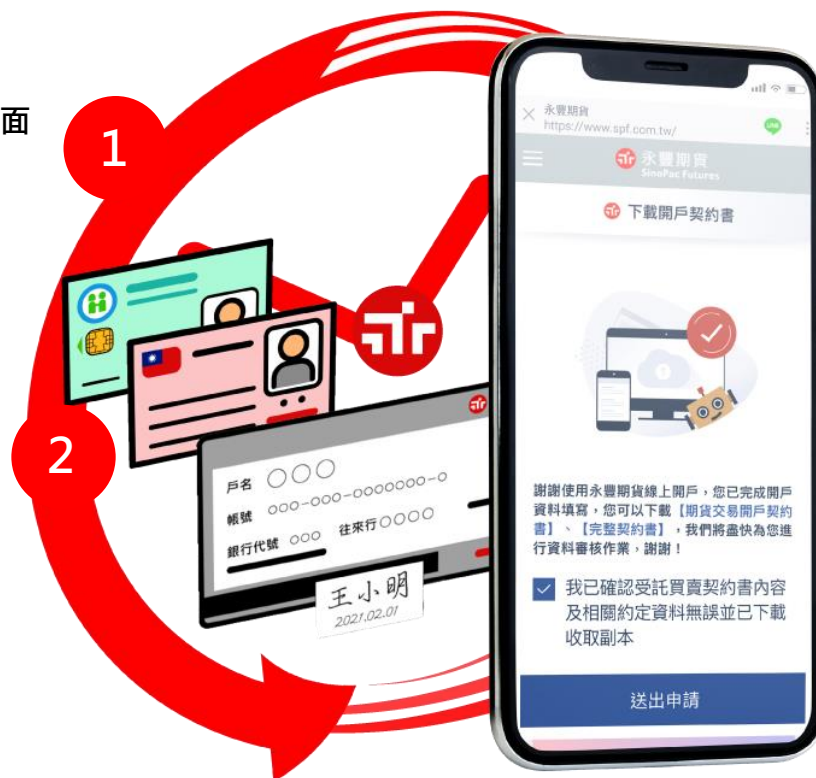 面
1
2
戶名 ○○○
帳號 ○○○-○○○-○○○○○○○-○
銀行代號 ○○○ 往來行○○○○
王小明
2021.02.01
永豐期貨
https://www.spf.com.tw/
LINE
永豐期貨
SinoPac Futures
下載開戶契約書
謝謝使用永豐期貨線上開戶，您已完成開戶
資料填寫，您可以下載【期貨交易開戶契約
書】、【完整契約書】，我們將盡快為您進
行資料審核作業，謝謝！
我已確認受託買賣契約書內容
及相關約定資料無誤並已下載
收取副本
送出申請